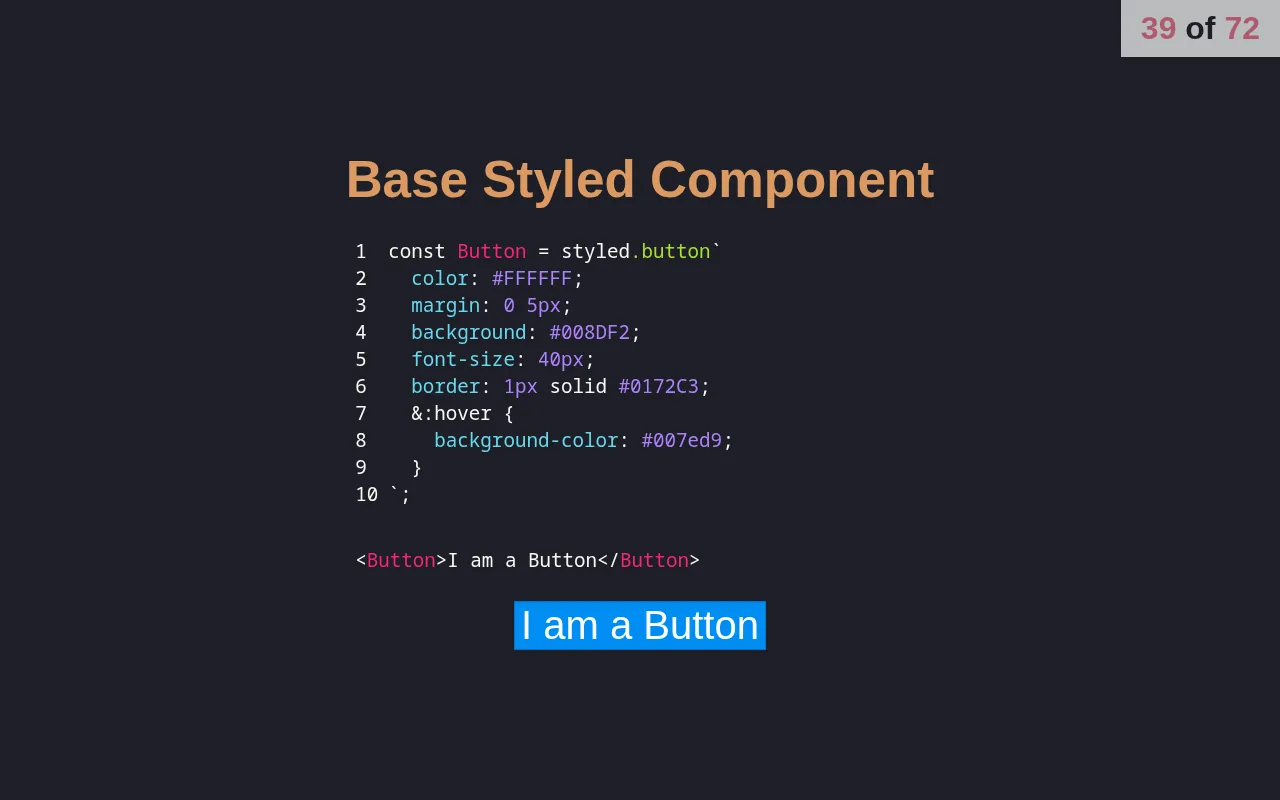 39 of 72
Base Styled Component
1 const Button = styled.button`
2   color: #FFFFFF;
3   margin: 0 5px;
4   background: #008DF2;
5   font-size: 40px;
6   border: 1px solid #0172C3;
7   &:hover {
8     background-color: #007ed9;
9   }
10 `;
<Button>I am a Button</Button>
I am a Button